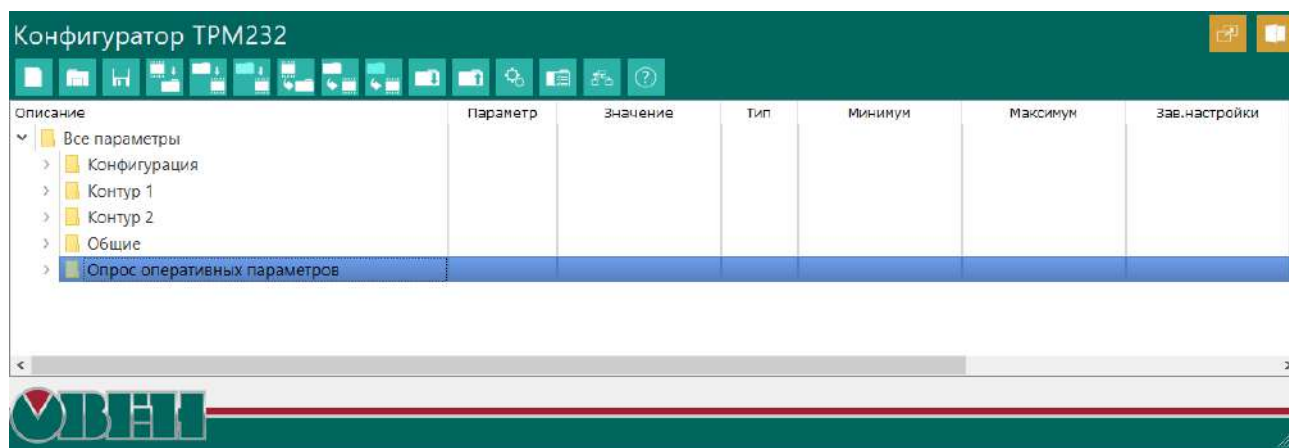 Конфигуратор ТРМ232
Описание Параметр Значение Тип Минимум Максимум Зав.настройки
Все параметры
Конфигурация
Контур 1
Контур 2
Общие
Опрос оперативных параметров
ОВЕН